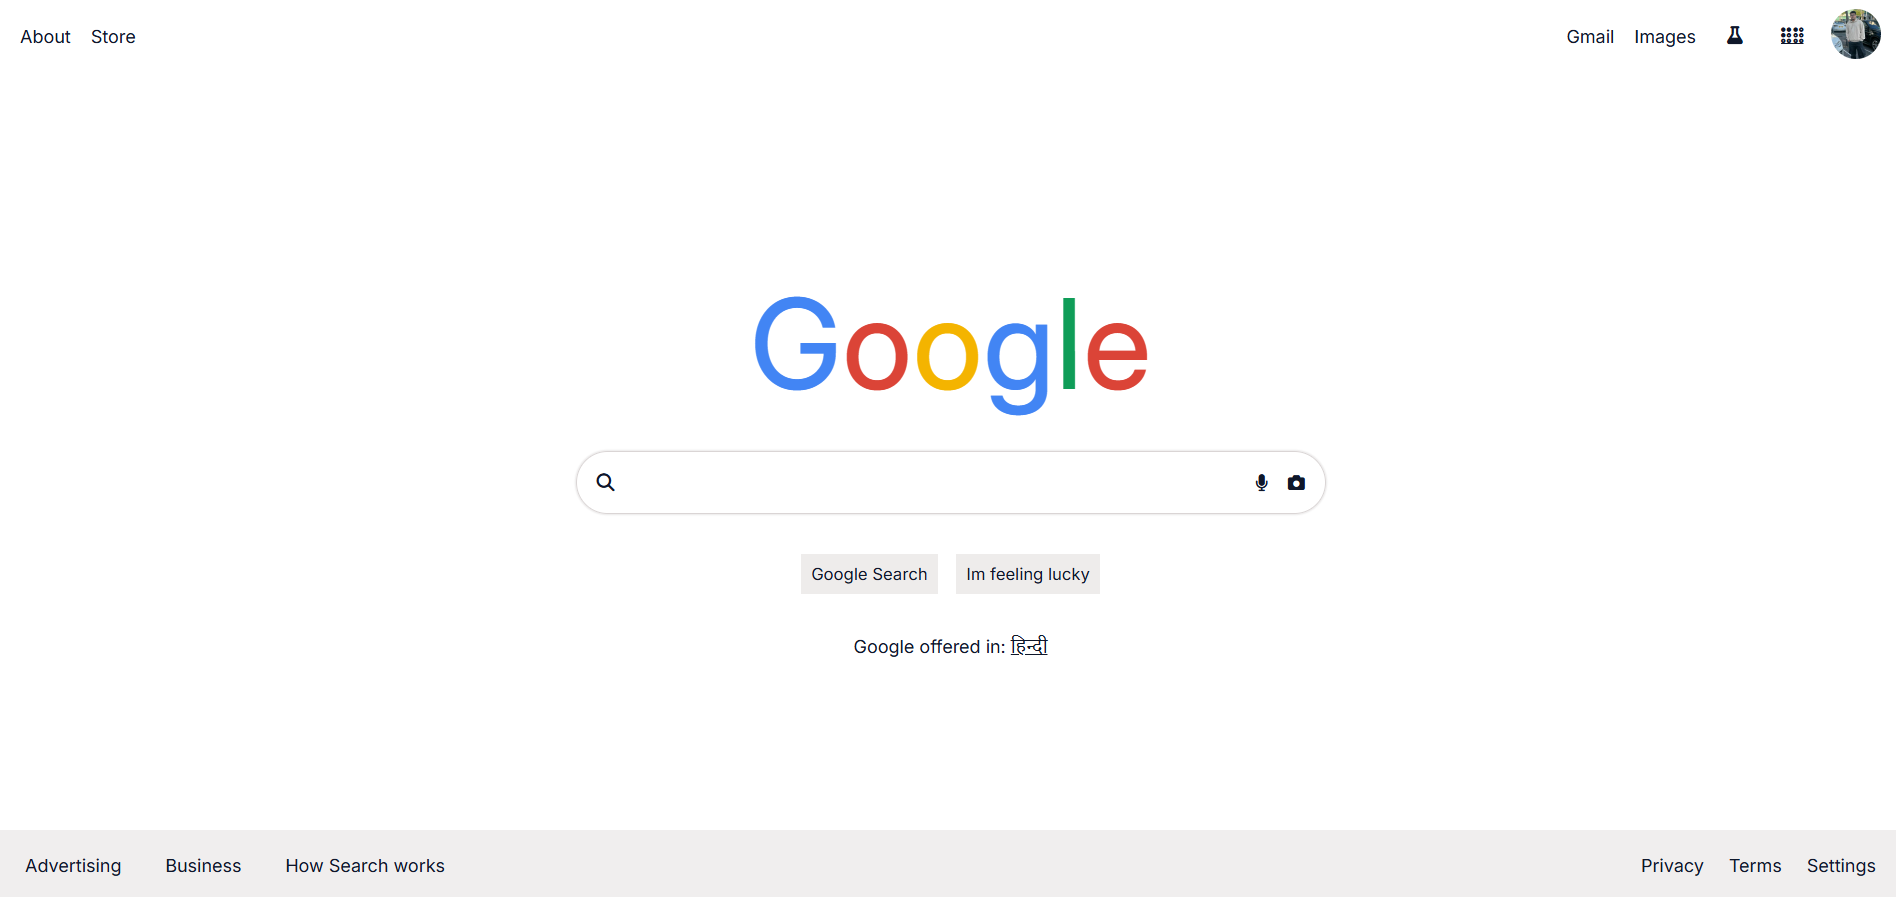 About Store Gmail Images
Google
Google Search Im feeling lucky
Google offered in: हिन्दी
Advertising Business How Search works Privacy Terms Settings